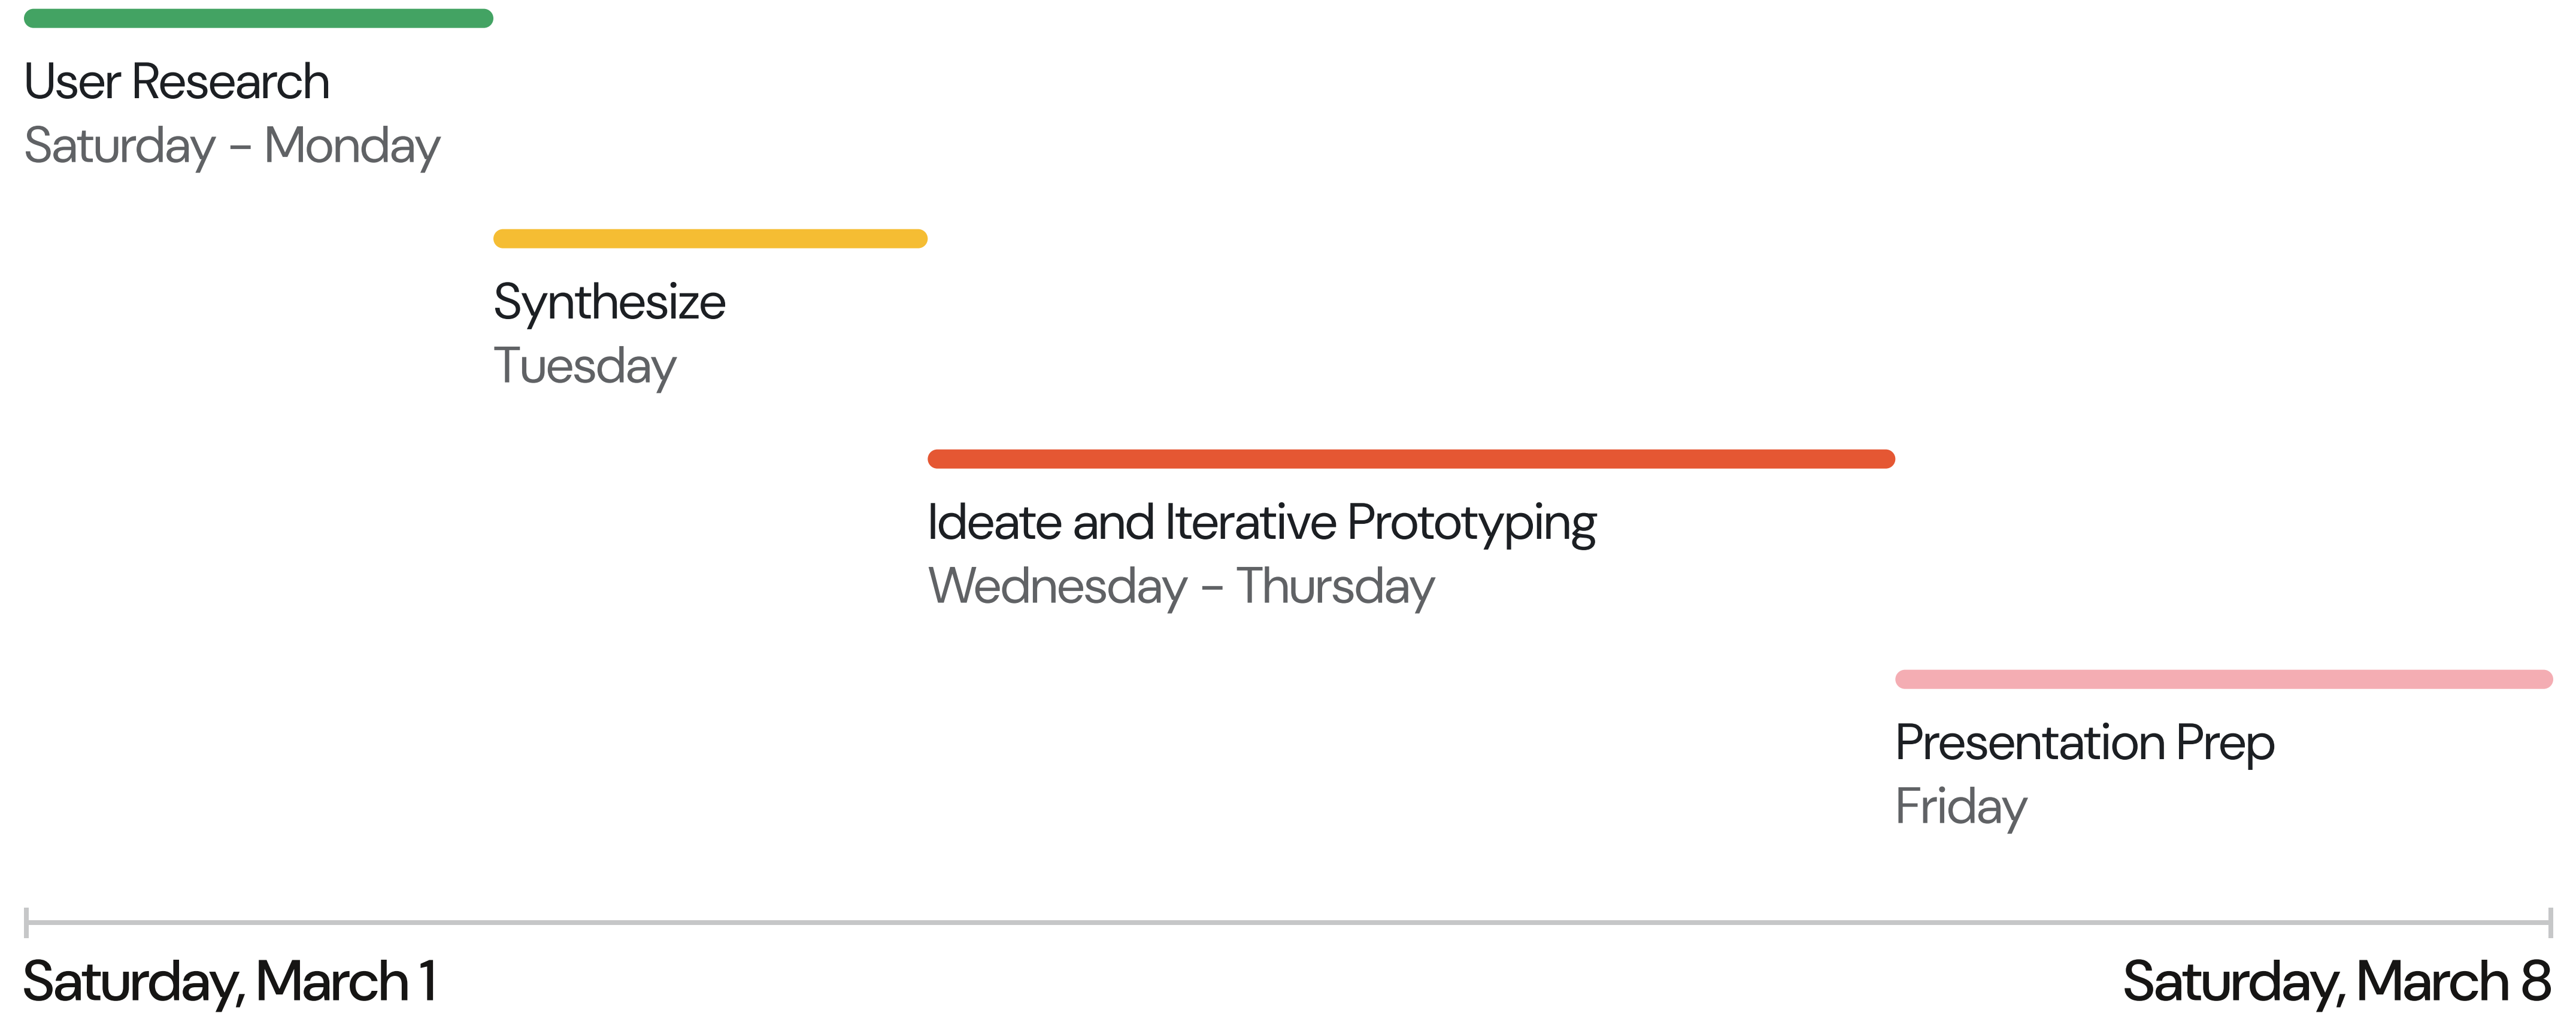 User Research
Saturday - Monday
Synthesize
Tuesday
Ideate and Iterative Prototyping
Wednesday - Thursday
Presentation Prep
Friday
Saturday, March 1
Saturday, March 8